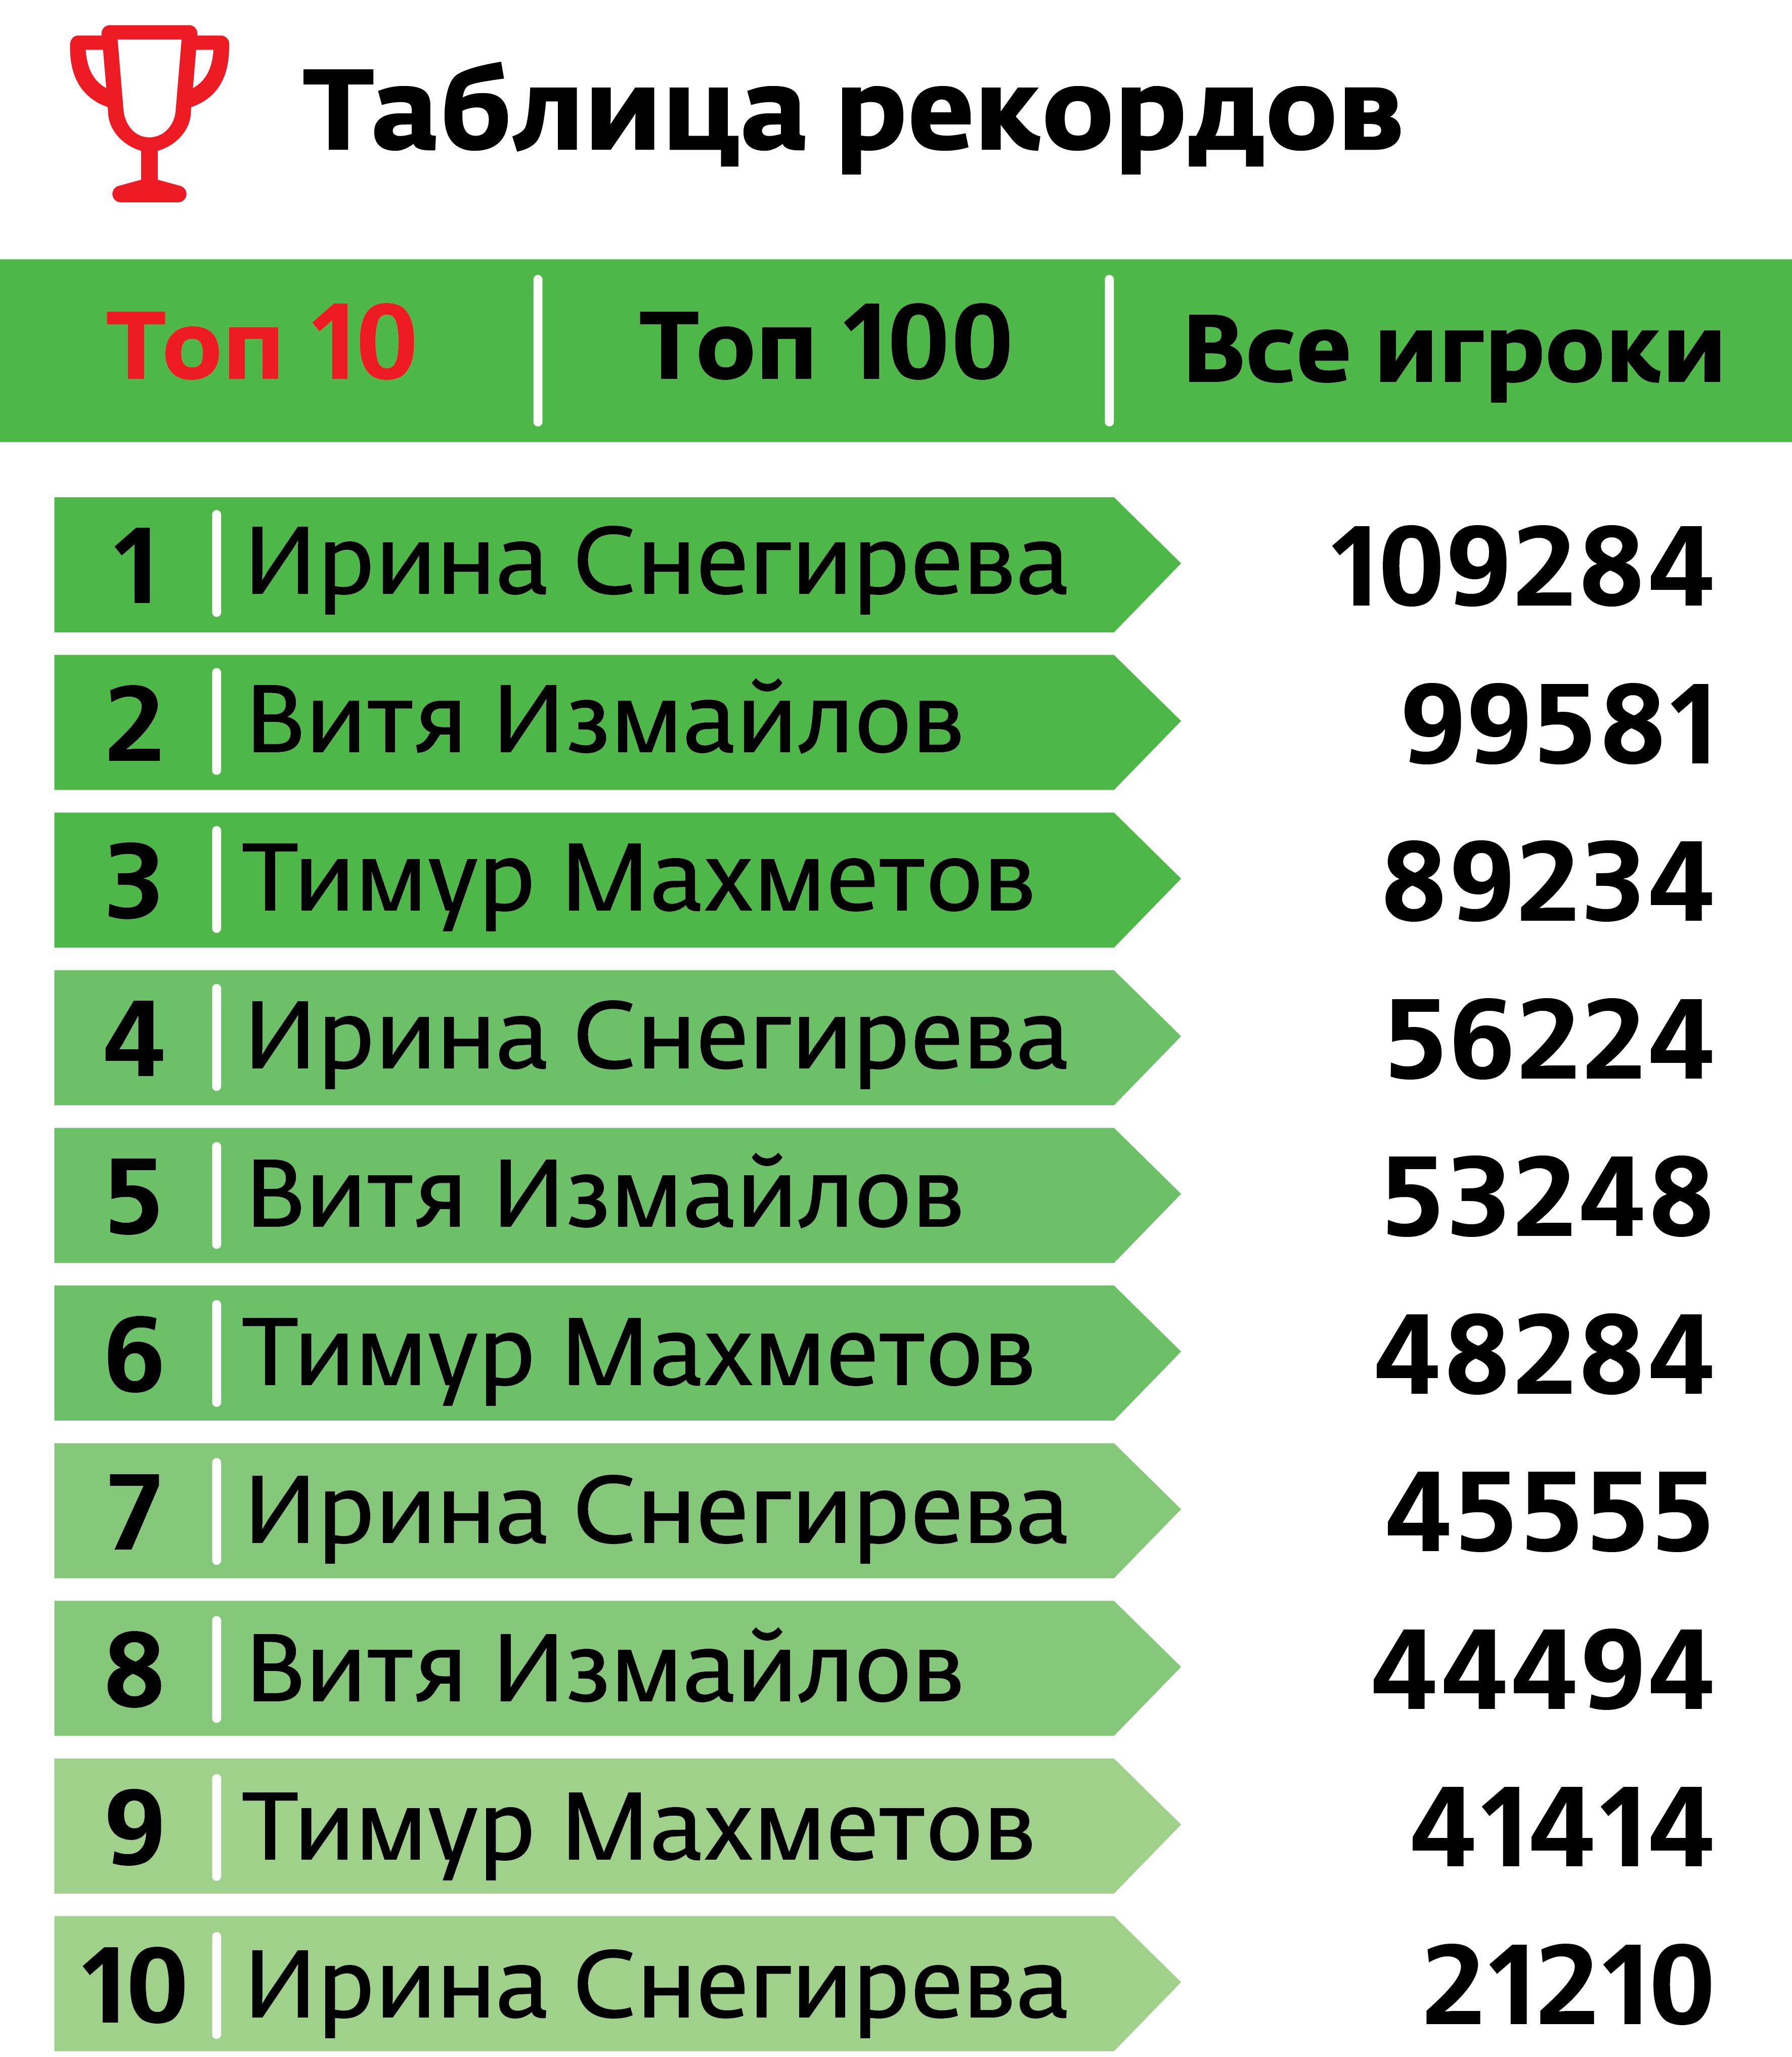 Таблица рекордов
Топ 10 Топ 100 Все игроки
1 Ирина Снегирева 109284
2 Витя Измайлов 99581
3 Тимур Махметов 89234
4 Ирина Снегирева 56224
5 Витя Измайлов 53248
6 Тимур Махметов 48284
7 Ирина Снегирева 45555
8 Витя Измайлов 44494
9 Тимур Махметов 41414
10 Ирина Снегирева 21210